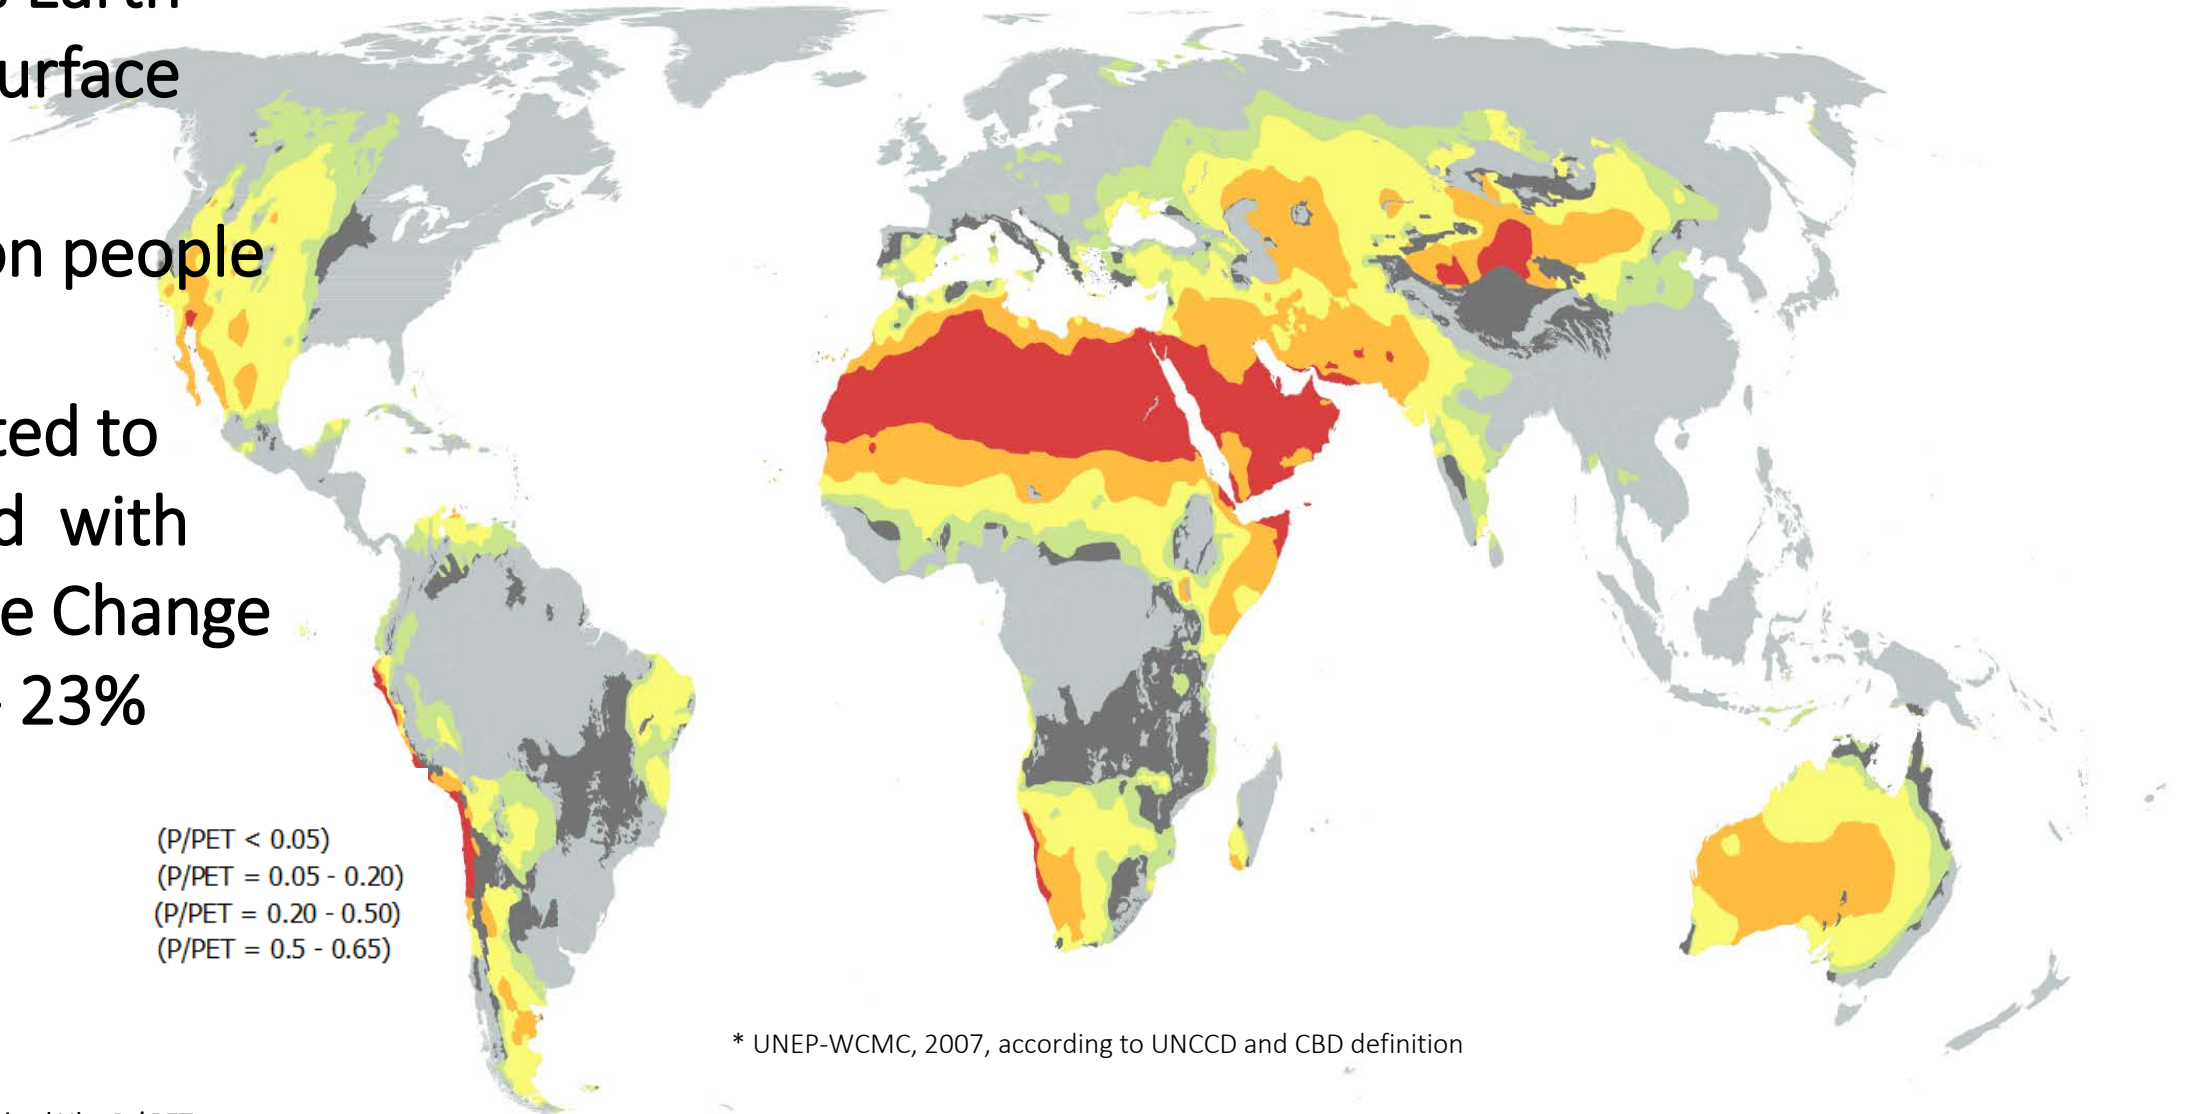 urface
on people
ted to
d with
e Change
- 23%
(P/PET < 0.05)
(P/PET = 0.05 - 0.20)
(P/PET = 0.20 - 0.50)
(P/PET = 0.5 - 0.65)
* UNEP-WCMC, 2007, according to UNCCD and CBD definition